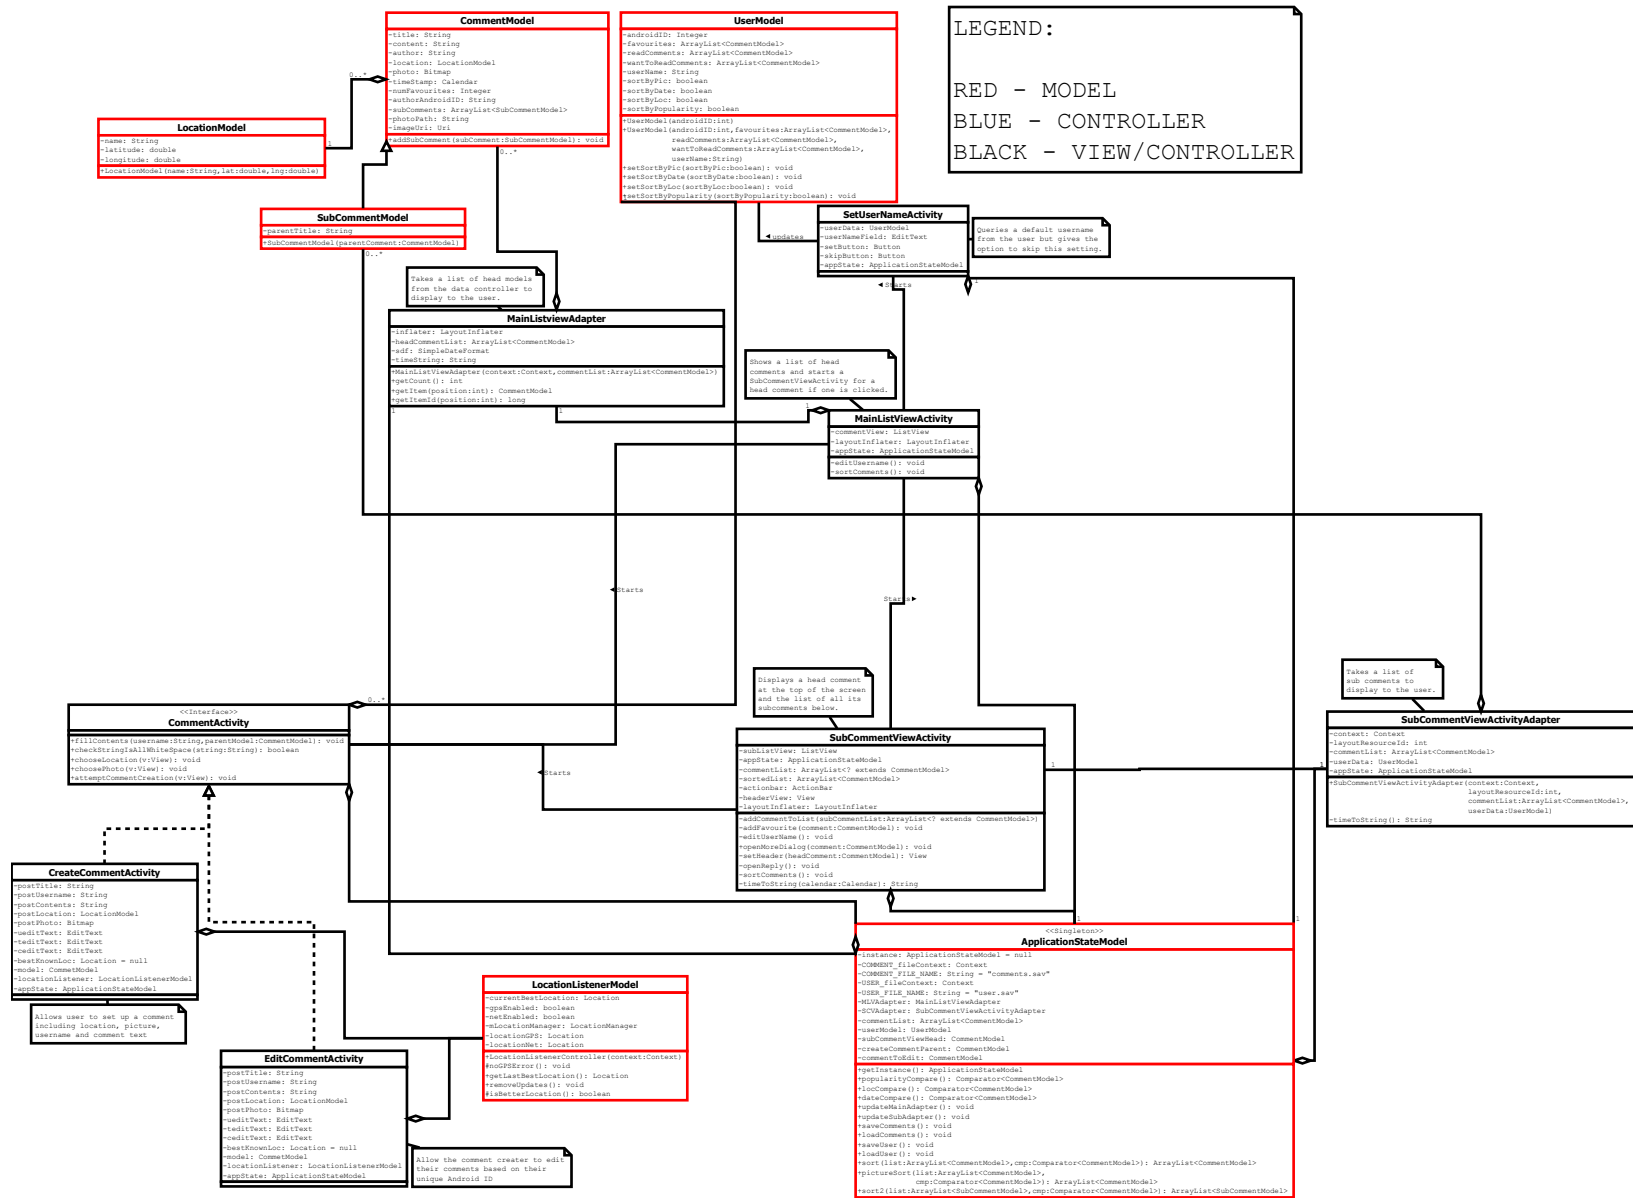 CommentModel
-title: String
-content: String
-author: String
-location: LocationModel
-photo: Bitmap
-timeStamp: Calendar
-numFavourites: Integer
-authorAndroidID: String
-subComments: ArrayList<SubCommentModel>
-photoPath: String
-imageUri: Uri
+addSubComment(subComment:SubCommentModel): void
UserModel
-androidID: Integer
-favourites: ArrayList<CommentModel>
-readComments: ArrayList<CommentModel>
-wantToReadComments: ArrayList<CommentModel>
-userName: String
-sortByPic: boolean
-sortByDate: boolean
-sortByLoc: boolean
-sortByPopularity: boolean
+UserModel(androidID:int)
+UserModel(androidID:int,favourites:ArrayList<CommentModel>,
readComments:ArrayList<CommentModel>,
wantToReadComments:ArrayList<CommentModel>,
userName:String)
+setSortByPic(sortByPic:boolean): void
+setSortByDate(sortByDate:boolean): void
+setSortByLoc(sortByLoc:boolean): void
+setSortByPopularity(sortByPopularity:boolean): void
LEGEND:
RED - MODEL
BLUE - CONTROLLER
BLACK - VIEW/CONTROLLER
0..*
1
LocationModel
-name: String
-latitude: double
-longitude: double
+LocationModel(name:String,lat:double,lng:double)
0..*
SubCommentModel
-parentTitle: String
+SubCommentModel(parentComment:CommentModel)
0..*
◄updates
SetUserNameActivity
-userData: UserModel
-userNameField: EditText
-setButton: Button
-skipButton: Button
-appState: ApplicationStateModel
Queries a default username
from the user but gives the
option to skip this setting.
1
◄Starts
Takes a list of head models
from the data controller to
display to the user.
MainListviewAdapter
-inflater: LayoutInflater
-headCommentList: ArrayList<CommentModel>
-sdf: SimpleDateFormat
-timeString: String
+MainListViewAdapter(context:Context,commentList:ArrayList<CommentModel>)
+getCount(): int
+getItem(position:int): CommentModel
+getItemId(position:int): long
1
1
1
Shows a list of head
comments and starts a
SubCommentViewActivity for a
head comment if one is clicked.
MainListViewActivity
-commentView: ListView
-layoutInflater: LayoutInflater
-appState: ApplicationStateModel
-editUsername(): void
-sortComments(): void
◄Starts
Starts►
0..*
<<Interface>>
CommentActivity
+fillContents(username:String,parentModel:CommentModel): void
+checkStringIsAllWhiteSpace(string:String): boolean
+chooseLocation(v:View): void
+choosePhoto(v:View): void
+attemptCommentCreation(v:View): void
◄Starts
Displays a head comment
at the top of the screen
and the list of all its
subcomments below.
SubCommentViewActivity
-subListView: ListView
-appState: ApplicationStateModel
-commentList: ArrayList<? extends CommentModel>
-sortedList: ArrayList<CommentModel>
-actionbar: ActionBar
-headerView: View
-layoutInflater: LayoutInflater
-addCommentToList(subCommentList:ArrayList<? extends CommentModel>)
-addFavourite(comment:CommentModel): void
-editUserName(): void
-openMoreDialog(comment:CommentModel): void
-setHeader(headComment:CommentModel): View
-openReply(): void
-sortComments(): void
-timeToString(calendar:Calendar): String
1
1
Takes a list of
sub comments to
display to the user.
SubCommentViewActivityAdapter
-context: Context
-layoutResourceId: int
-commentList: ArrayList<CommentModel>
-userData: UserModel
-appState: ApplicationStateModel
+SubCommentViewActivityAdapter(context:Context,
layoutResourceId:int,
commentList:ArrayList<CommentModel>,
userData:UserModel)
-timeToString(): String
CreateCommentActivity
-postTitle: String
-postUsername: String
-postContents: String
-postLocation: LocationModel
-postPhoto: Bitmap
-ueditText: EditText
-teditText: EditText
-ceditText: EditText
-bestKnownLoc: Location = null
-model: CommetModel
-locationListener: LocationListenerModel
-appState: ApplicationStateModel
Allows user to set up a comment
including location, picture,
username and comment text
EditCommentActivity
-postTitle: String
-postUsername: String
-postContents: String
-postLocation: LocationModel
-postPhoto: Bitmap
-ueditText: EditText
-teditText: EditText
-ceditText: EditText
-bestKnownLoc: Location = null
-model: CommetModel
-locationListener: LocationListenerModel
-appState: ApplicationStateModel
Allow the comment creater to edit
their comments based on their
unique Android ID
LocationListenerModel
-currentBestLocation: Location
-gpsEnabled: boolean
-netEnabled: boolean
-mLocationManager: LocationManager
-locationGPS: Location
-locationNet: Location
+LocationListenerController(context:Context)
#noGPSError(): void
+getLastBestLocation(): Location
+removeUpdates(): void
#isBetterLocation(): boolean
1
1
<<Singleton>>
ApplicationStateModel
-instance: ApplicationStateModel = null
-COMMENT_fileContext: Context
-COMMENT_FILE_NAME: String = "comments.sav"
-USER_fileContext: Context
-USER_FILE_NAME: String = "user.sav"
-MLVAdapter: MainListViewAdapter
-SCVAdapter: SubCommentViewActivityAdapter
-commentList: ArrayList<CommentModel>
-userModel: UserModel
-subCommentViewHead: CommentModel
-createCommentParent: CommentModel
-commentToEdit: CommentModel
+getInstance(): ApplicationStateModel
+popularityCompare(): Comparator<CommentModel>
+locCompare(): Comparator<CommentModel>
+dateCompare(): Comparator<CommentModel>
+updateMainAdapter(): void
+updateSubAdapter(): void
+saveComments(): void
+loadComments(): void
+saveUser(): void
+loadUser(): void
+sort(list:ArrayList<CommentModel>,cmp:Comparator<CommentModel>): ArrayList<CommentModel>
+pictureSort(list:ArrayList<CommentModel>,
cmp:Comparator<CommentModel>): ArrayList<CommentModel>
+sort2(list:ArrayList<SubCommentModel>,cmp:Comparator<CommentModel>): ArrayList<SubCommentModel>